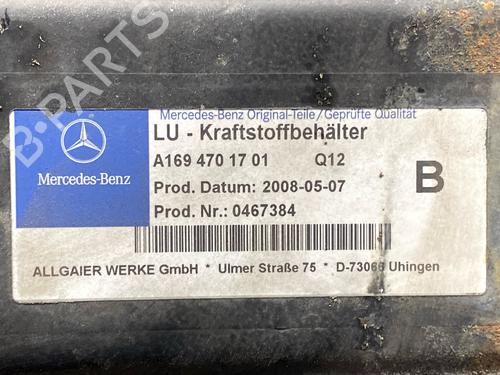 B-PARTS
Mercedes-Benz Original-Teile/Geprüfte Qualität
LU - Kraftstoffbehälter
A169 470 17 01 Q12
Prod. Datum: 2008-05-07
Prod. Nr.: 0467384
B
Mercedes-Benz
ALLGAIER WERKE GmbH * Ulmer Straße 75 * D-73066 Uhingen